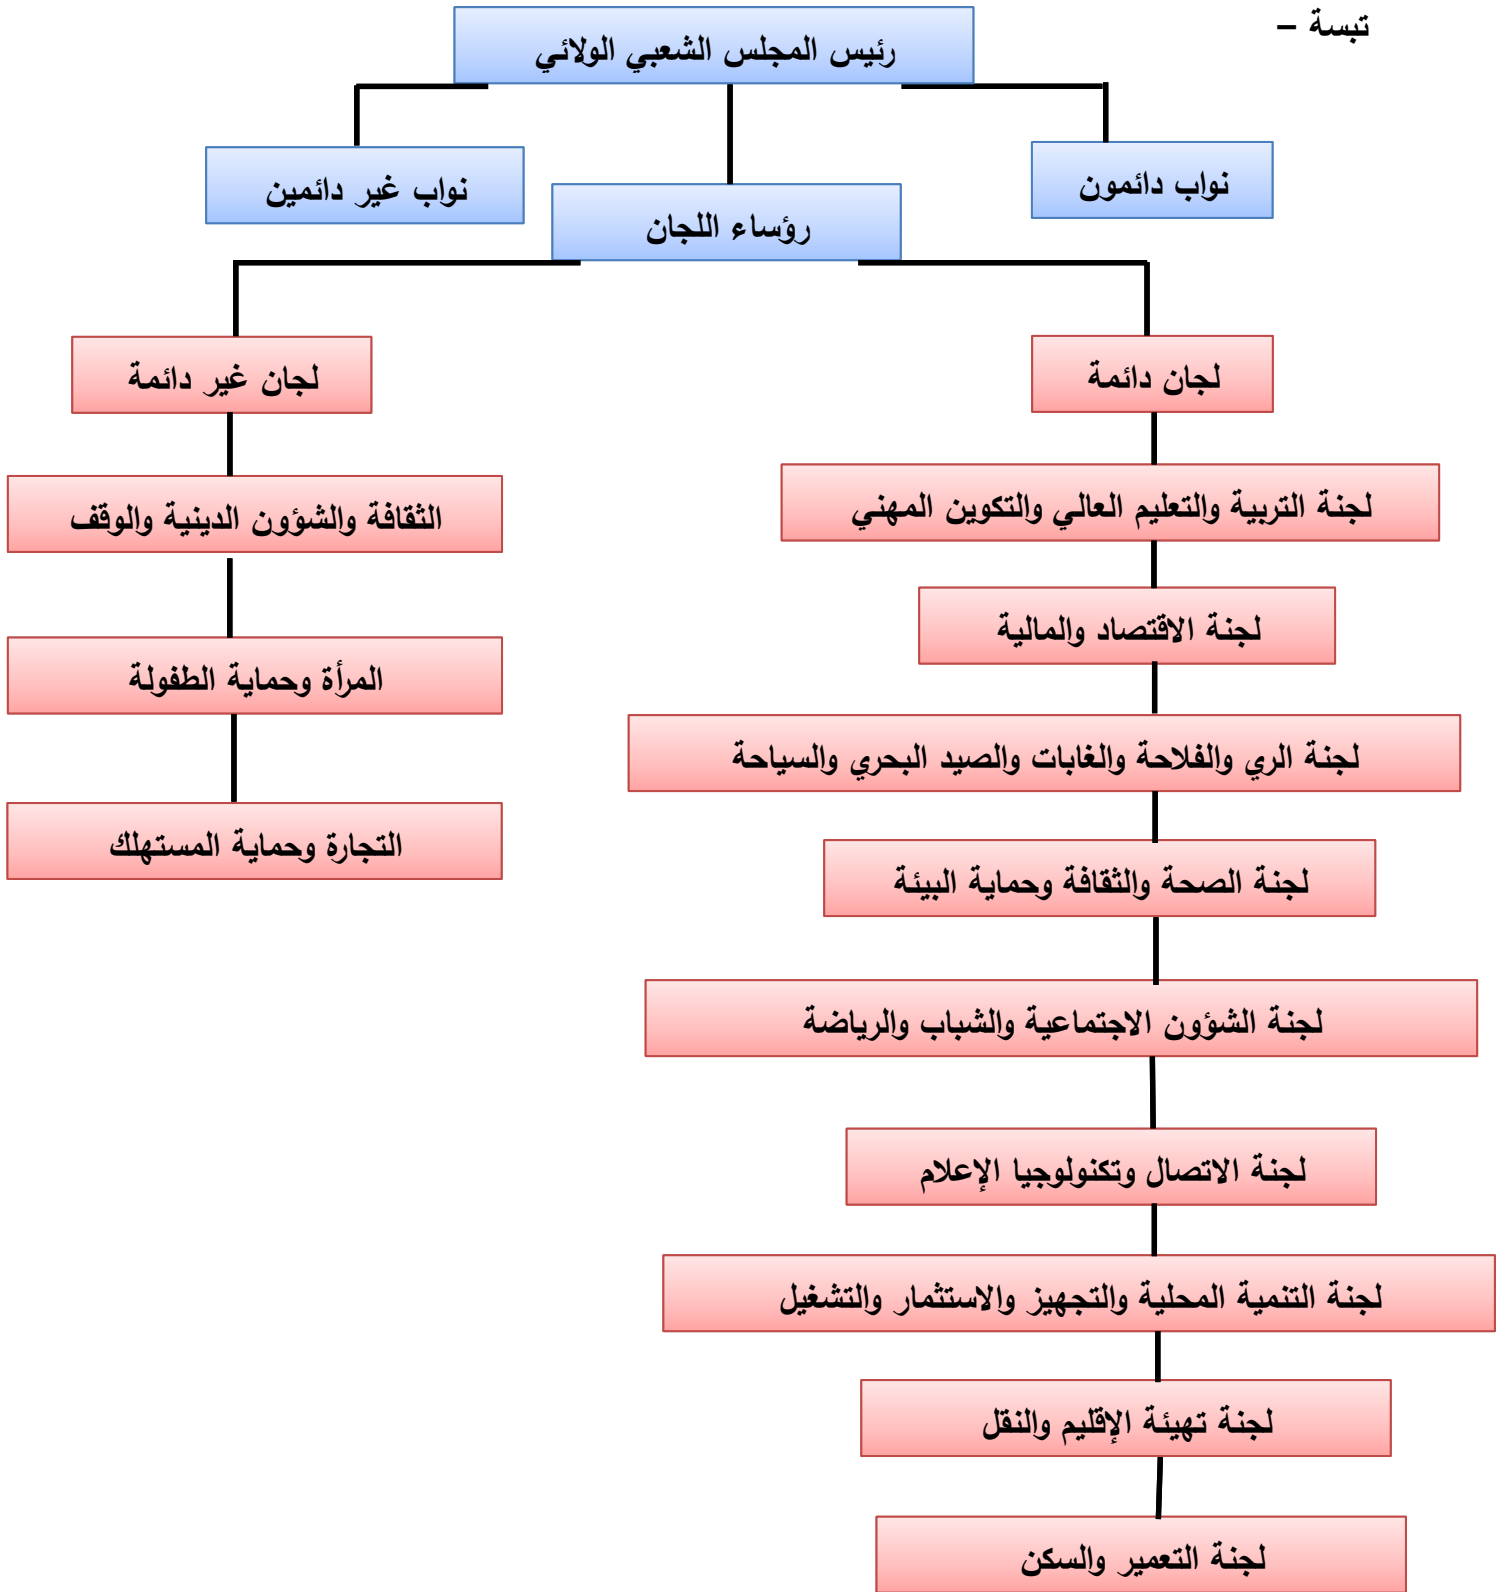 تبسة –
رئيس المجلس الشعبي الولائي
نواب دائمون
نواب غير دائمين
رؤساء اللجان
لجان دائمة
لجان غير دائمة
لجنة التربية والتعليم العالي والتكوين المهني
لجنة الاقتصاد والمالية
لجنة الري والفلاحة والغابات والصيد البحري والسياحة
لجنة الصحة والثقافة وحماية البيئة
لجنة الشؤون الاجتماعية والشباب والرياضة
لجنة الاتصال وتكنولوجيا الإعلام
لجنة التنمية المحلية والتجهيز والاستثمار والتشغيل
لجنة تهيئة الإقليم والنقل
لجنة التعمير والسكن
الثقافة والشؤون الدينية والوقف
المرأة وحماية الطفولة
التجارة وحماية المستهلك